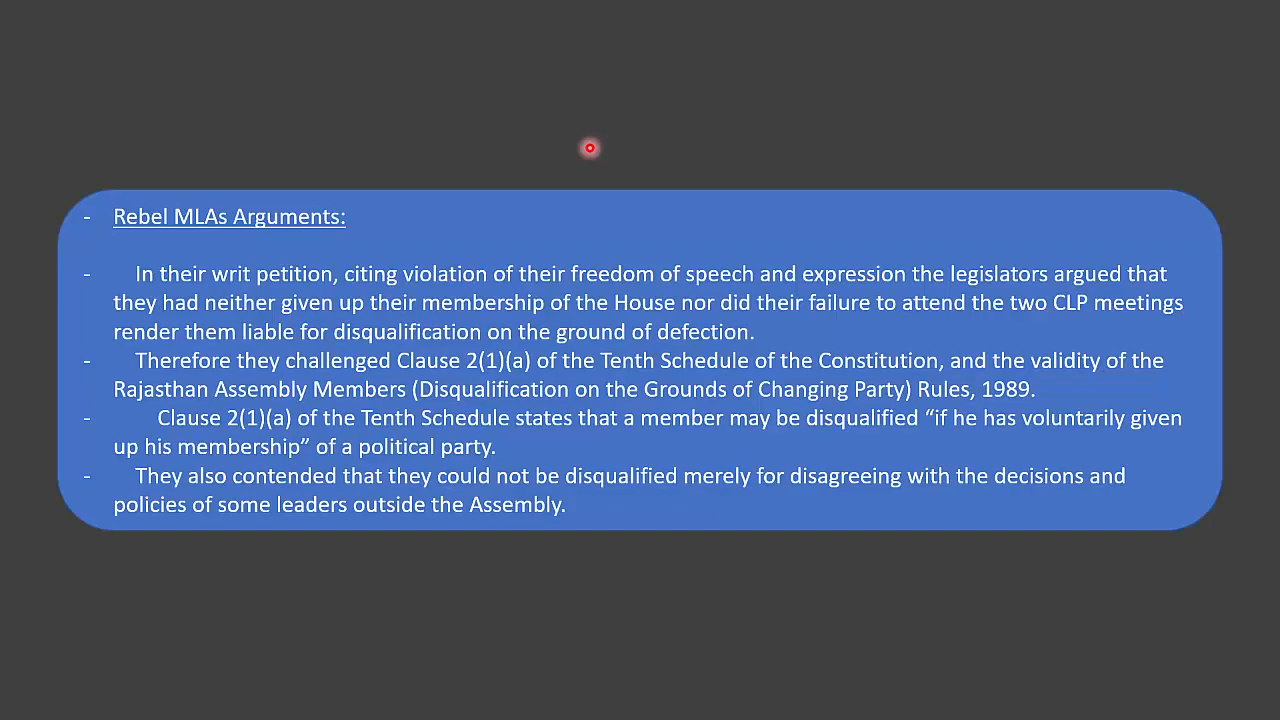 - Rebel MLAs Arguments:
- In their writ petition, citing violation of their freedom of speech and expression the legislators argued that
they had neither given up their membership of the House nor did their failure to attend the two CLP meetings
render them liable for disqualification on the ground of defection.
- Therefore they challenged Clause 2(1)(a) of the Tenth Schedule of the Constitution, and the validity of the
Rajasthan Assembly Members (Disqualification on the Grounds of Changing Party) Rules, 1989.
- Clause 2(1)(a) of the Tenth Schedule states that a member may be disqualified “if he has voluntarily given
up his membership” of a political party.
- They also contended that they could not be disqualified merely for disagreeing with the decisions and
policies of some leaders outside the Assembly.